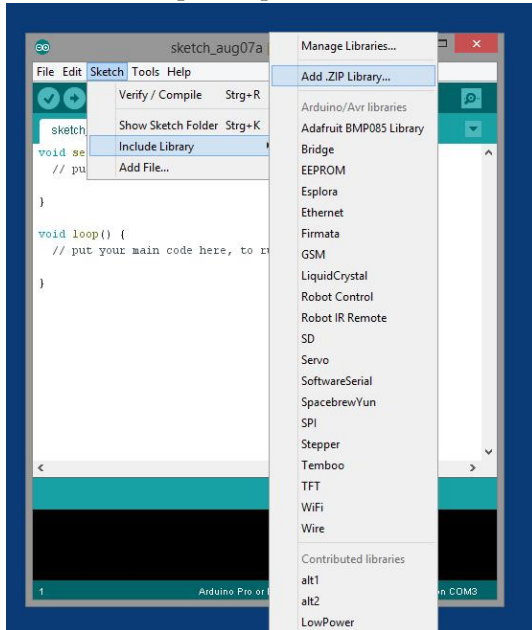 sketch_aug07a
File Edit Sketch Tools Help
Verify / Compile Strg+R
Show Sketch Folder Strg+K
Include Library
Add File...
sketch
void se
// pu
}
void loop() {
// put your main code here, to ru
}
Manage Libraries...
Add .ZIP Library...
Arduino/Avr libraries
Adafruit BMP085 Library
Bridge
EEPROM
Esplora
Ethernet
Firmata
GSM
LiquidCrystal
Robot Control
Robot IR Remote
SD
Servo
SoftwareSerial
SpacebrewYun
SPI
Stepper
Temboo
TFT
WiFi
Wire
Contributed libraries
alt1
alt2
LowPower
1 Arduino Pro or n COM3